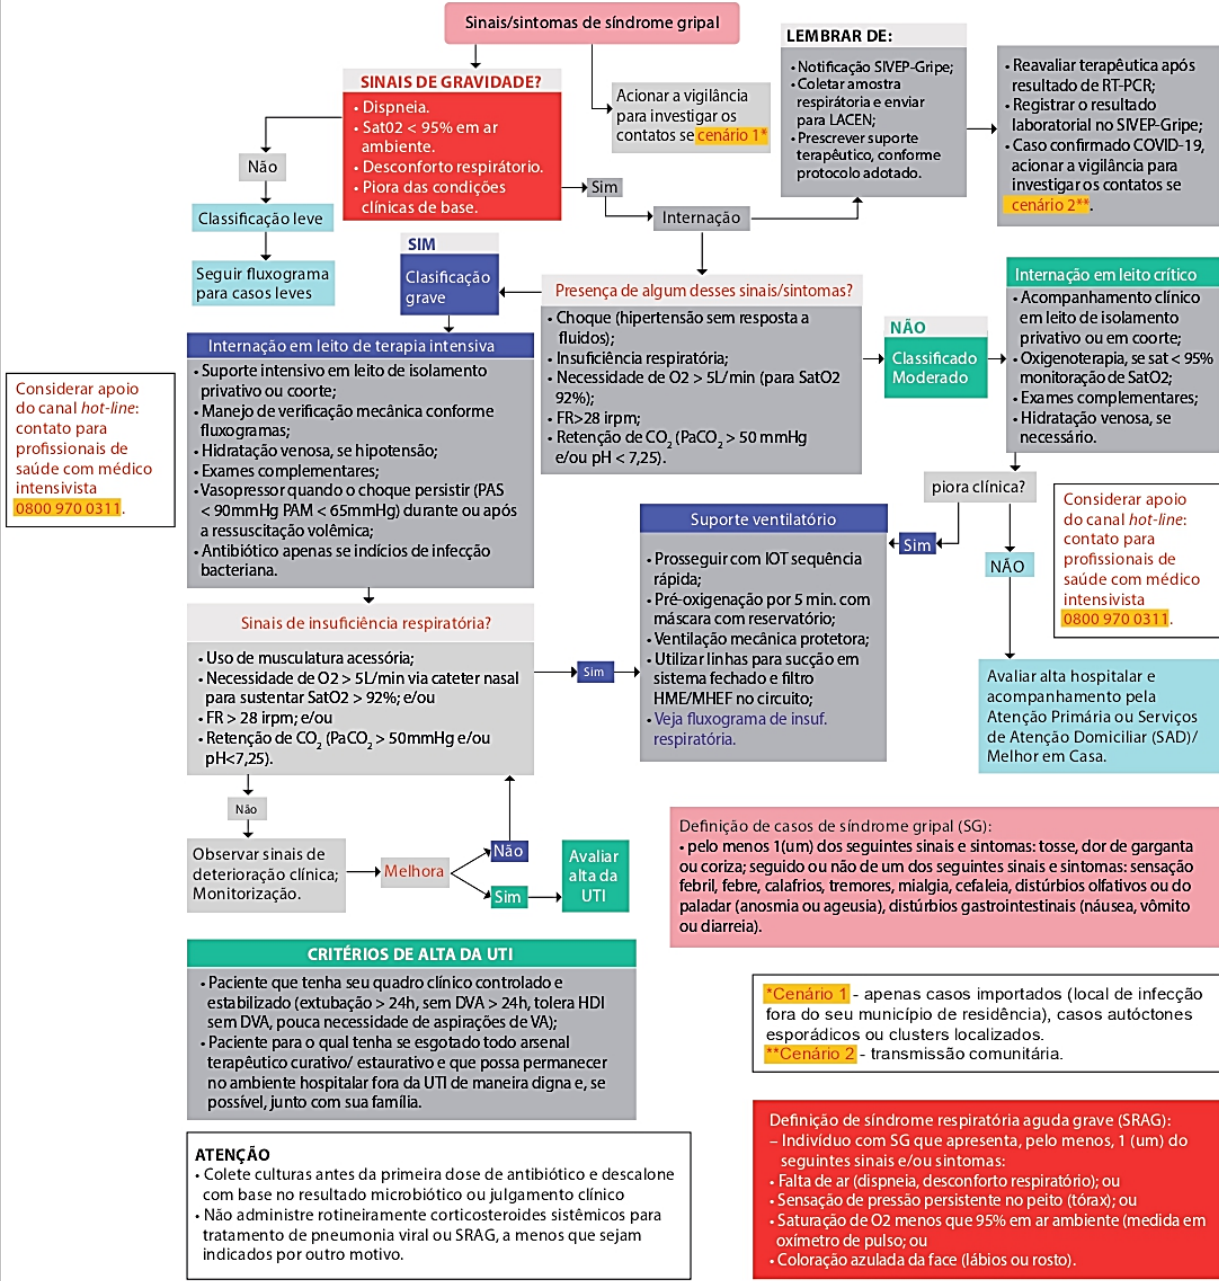 Sinais/sintomas de síndrome gripal
SINAIS DE GRAVIDADE?
• Dispneia.
• Sat02 < 95% em ar
ambiente.
• Desconforto respirátorio.
• Piora das condições
clínicas de base.
Acionar a vigilância
para investigar os
contatos se cenário 1*
LEMBRAR DE:
• Notificação SIVEP-Gripe;
• Coletar amostra
respirátoria e enviar
para LACEN;
• Prescrever suporte
terapêutico, conforme
protocolo adotado.
• Reavaliar terapêutica após
resultado de RT-PCR;
• Registrar o resultado
laboratorial no SIVEP-Gripe;
• Caso confirmado COVID-19,
acionar a vigilância para
investigar os contatos se
cenário 2**.
Não
Sim
Classificação leve
Internação
Seguir fluxograma
para casos leves
SIM
Clasificação
grave
Presença de algum desses sinais/sintomas?
• Choque (hipertensão sem resposta a
fluidos);
• Insuficiência respiratória;
• Necessidade de O2 > 5L/min (para SatO2
92%);
• FR>28 irpm;
• Retenção de CO₂ (PaCO₂ > 50 mmHg
e/ou pH < 7,25).
NÃO
Classificado
Moderado
Internação em leito crítico
• Acompanhamento clínico
em leito de isolamento
privativo ou em coorte;
• Oxigenoterapia, se sat < 95%
monitoração de SatO2;
• Exames complementares;
• Hidratação venosa, se
necessário.
Considerar apoio
do canal hot-line:
contato para
profissionais de
saúde com médico
intensivista
0800 970 0311.
Internação em leito de terapia intensiva
• Suporte intensivo em leito de isolamento
privativo ou coorte;
• Manejo de verificação mecânica conforme
fluxogramas;
• Hidratação venosa, se hipotensão;
• Exames complementares;
• Vasopressor quando o choque persistir (PAS
< 90mmHg PAM < 65mmHg) durante ou após
a ressuscitação volêmica;
• Antibiótico apenas se indícios de infecção
bacteriana.
piora clínica?
Sim
NÃO
Considerar apoio
do canal hot-line:
contato para
profissionais de
saúde com médico
intensivista
0800 970 0311.
Suporte ventilatório
• Prosseguir com IOT sequência
rápida;
• Pré-oxigenação por 5 min. com
máscara com reservatório;
• Ventilação mecânica protetora;
• Utilizar linhas para sucção em
sistema fechado e filtro
HME/MHEF no circuito;
• Veja fluxograma de insuf.
respiratória.
Sinais de insuficiência respiratória?
• Uso de musculatura acessória;
• Necessidade de O2 > 5L/min via cateter nasal
para sustentar SatO2 > 92%; e/ou
• FR > 28 irpm; e/ou
• Retenção de CO₂ (PaCO₂ > 50mmHg e/ou
pH<7,25).
Sim
Avaliar alta hospitalar e
acompanhamento pela
Atenção Primária ou Serviços
de Atenção Domiciliar (SAD)/
Melhor em Casa.
Não
Observar sinais de
deterioração clínica;
Monitorização.
Melhora
Não
Sim
Avaliar
alta da
UTI
Definição de casos de síndrome gripal (SG):
• pelo menos 1(um) dos seguintes sinais e sintomas: tosse, dor de garganta
ou coriza; seguido ou não de um dos seguintes sinais e sintomas: sensação
febril, febre, calafrios, tremores, mialgia, cefaleia, distúrbios olfativos ou do
paladar (anosmia ou ageusia), distúrbios gastrointestinais (náusea, vômito
ou diarreia).
CRITÉRIOS DE ALTA DA UTI
• Paciente que tenha seu quadro clínico controlado e
estabilizado (extubação > 24h, sem DVA > 24h, tolera HDI
sem DVA, pouca necessidade de aspirações de VA);
• Paciente para o qual tenha se esgotado todo arsenal
terapêutico curativo/ estaurativo e que possa permanecer
no ambiente hospitalar fora da UTI de maneira digna e, se
possível, junto com sua família.
*Cenário 1 - apenas casos importados (local de infecção
fora do seu município de residência), casos autóctones
esporádicos ou clusters localizados.
**Cenário 2 - transmissão comunitária.
ATENÇÃO
• Colete culturas antes da primeira dose de antibiótico e descalone
com base no resultado microbiótico ou julgamento clínico
• Não administre rotineiramente corticosteroides sistêmicos para
tratamento de pneumonia viral ou SRAG, a menos que sejam
indicados por outro motivo.
Definição de síndrome respiratória aguda grave (SRAG):
– Indivíduo com SG que apresenta, pelo menos, 1 (um) do
seguintes sinais e/ou sintomas:
• Falta de ar (dispneia, desconforto respiratório); ou
• Sensação de pressão persistente no peito (tórax); ou
• Saturação de O2 menos que 95% em ar ambiente (medida em
oxímetro de pulso; ou
• Coloração azulada da face (lábios ou rosto).